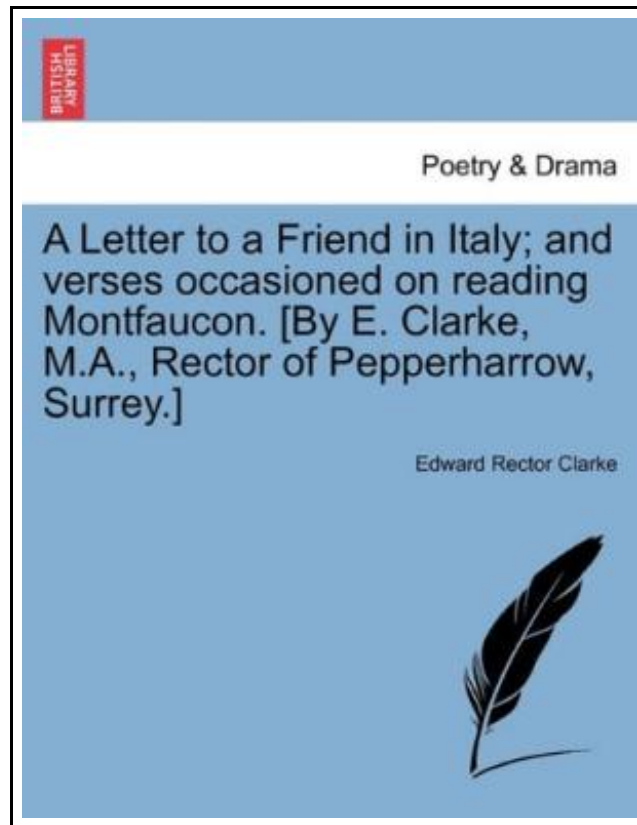 BRITISH
LIBRARY
Poetry & Drama
A Letter to a Friend in Italy; and
verses occasioned on reading
Montfaucon. [By E. Clarke,
M.A., Rector of Pepperharrow,
Surrey.]
Edward Rector Clarke